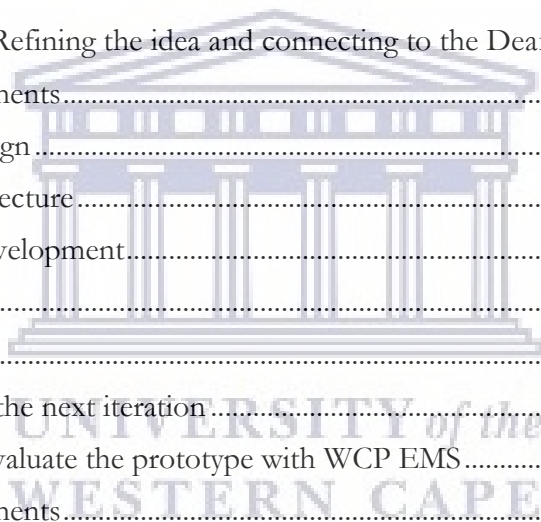 Refining the idea and connecting to the Dea
nents........................................................
gn............................................................
ecture......................................................
velopment...............................................
................................................................
................................................................
the next iteration....................................
UNIVERSITY of the
valuate the prototype with WCP EMS............
WESTERN CAPE
nents........................................................